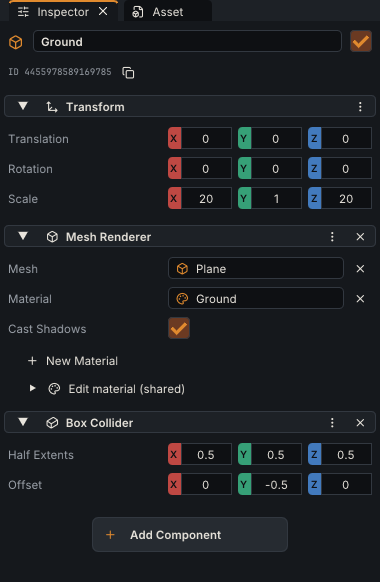 Inspector
Asset
Ground
ID 4455978589169785
Transform
Translation X 0 Y 0 Z 0
Rotation X 0 Y 0 Z 0
Scale X 20 Y 1 Z 20
Mesh Renderer
Mesh Plane
Material Ground
Cast Shadows
New Material
Edit material (shared)
Box Collider
Half Extents X 0.5 Y 0.5 Z 0.5
Offset X 0 Y -0.5 Z 0
Add Component